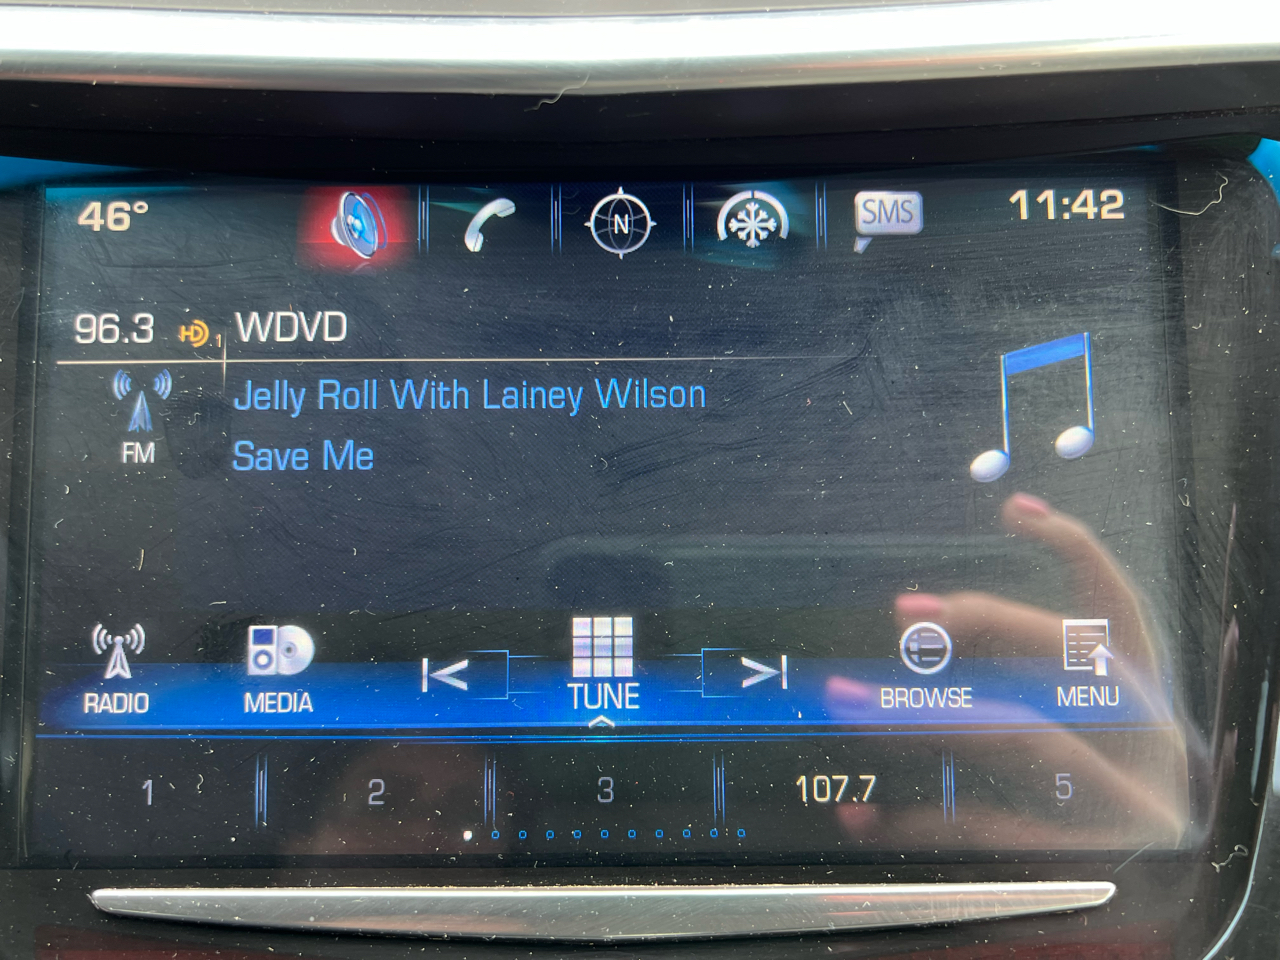 46° SMS 11:42
N
96.3 HD 1 WDVD
Jelly Roll With Lainey Wilson
FM
Save Me
RADIO MEDIA TUNE BROWSE MENU
1 2 3 107.7 5